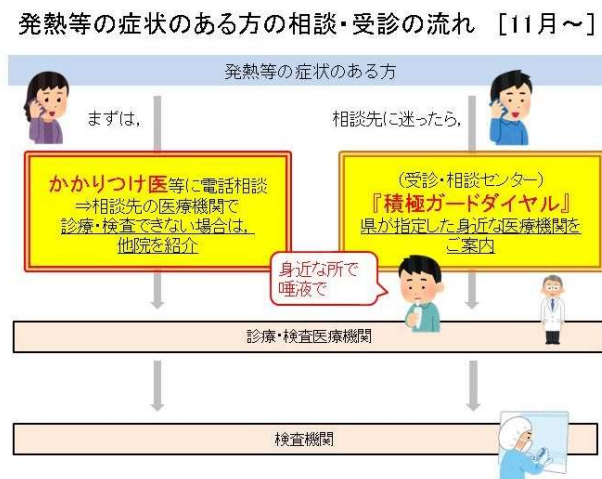 発熱等の症状のある方の相談・受診の流れ [11月～]
発熱等の症状のある方
まずは,
相談先に迷ったら,
かかりつけ医等に電話相談
⇒相談先の医療機関で
診療・検査できない場合は,
他院を紹介
(受診・相談センター)
『積極ガードダイヤル』
県が指定した身近な医療機関を
ご案内
身近な所で
唾液で
診療・検査医療機関
検査機関